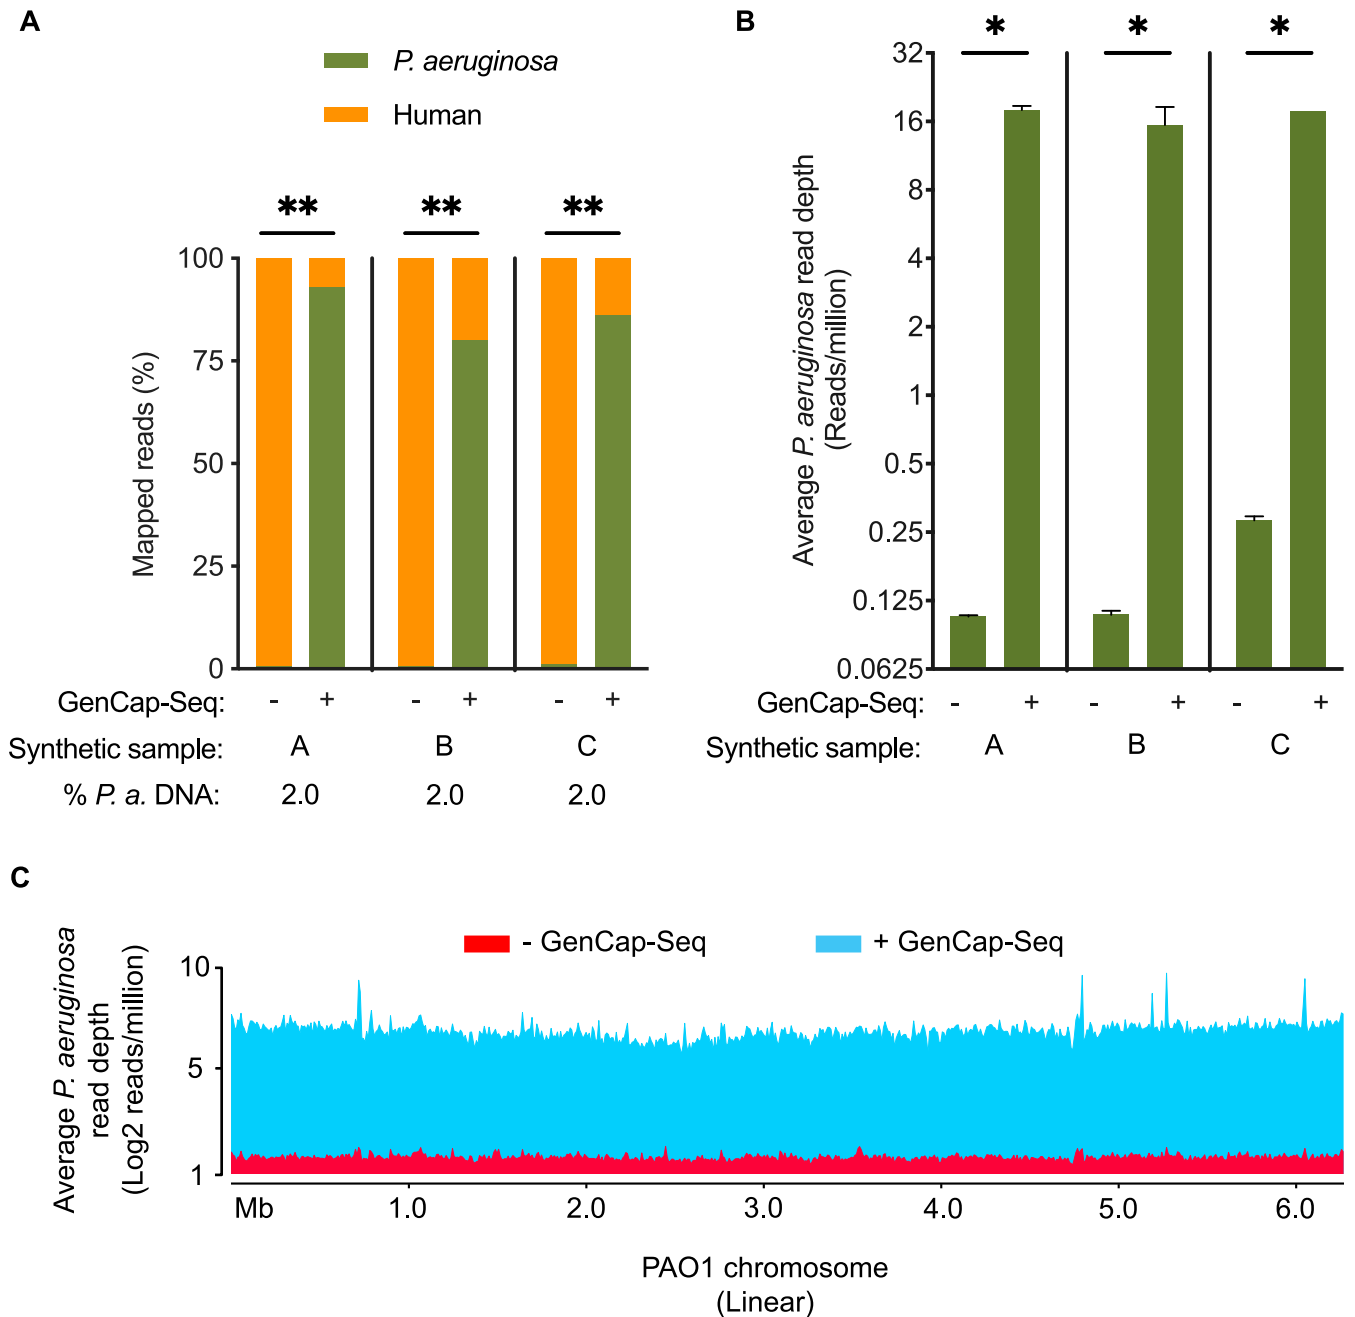 A
P. aeruginosa
Human
** ** **
100
75
50
25
0
Mapped reads (%)
GenCap-Seq: - + - + - +
Synthetic sample: A B C
% P. a. DNA: 2.0 2.0 2.0
B
* * *
32
16
8
4
2
1
0.5
0.25
0.125
0.0625
Average P. aeruginosa read depth
(Reads/million)
GenCap-Seq: - + - + - +
Synthetic sample: A B C
C
- GenCap-Seq + GenCap-Seq
10
5
1
Average P. aeruginosa
read depth
(Log2 reads/million)
Mb 1.0 2.0 3.0 4.0 5.0 6.0
PAO1 chromosome
(Linear)